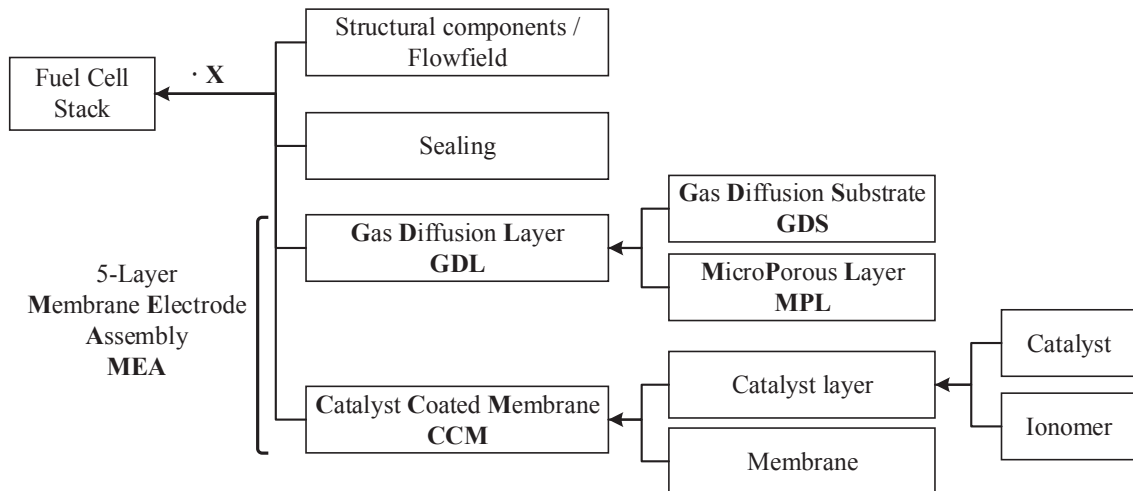 Structural components /
Flowfield
· X
Fuel Cell
Stack
Sealing
Gas Diffusion Substrate
GDS
Gas Diffusion Layer
GDL
MicroPorous Layer
MPL
5-Layer
Membrane Electrode
Assembly
MEA
Catalyst
Catalyst layer
Catalyst Coated Membrane
CCM
Ionomer
Membrane